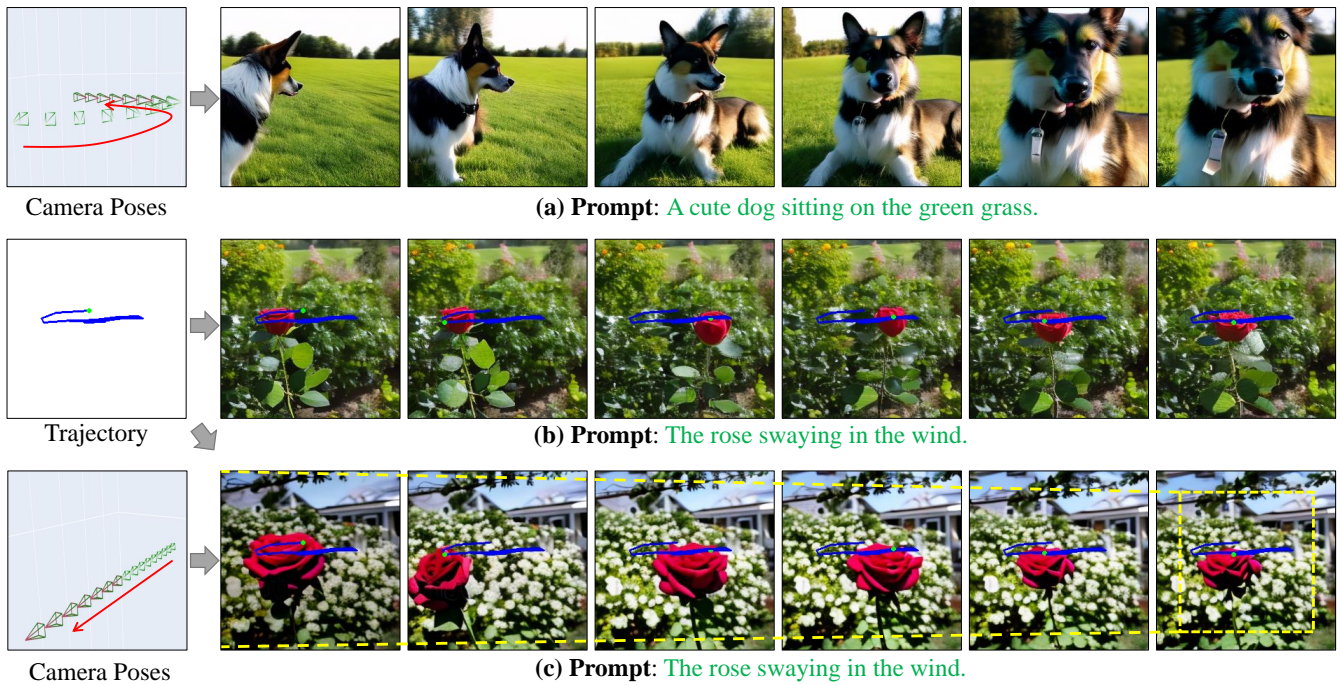 Camera Poses
(a) Prompt: A cute dog sitting on the green grass.
Trajectory
(b) Prompt: The rose swaying in the wind.
Camera Poses
(c) Prompt: The rose swaying in the wind.